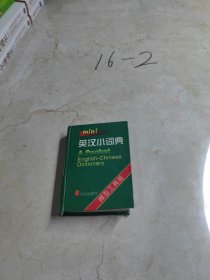 16-2
mini
英汉小词典
A Pocket
English-Chinese
Dictionary